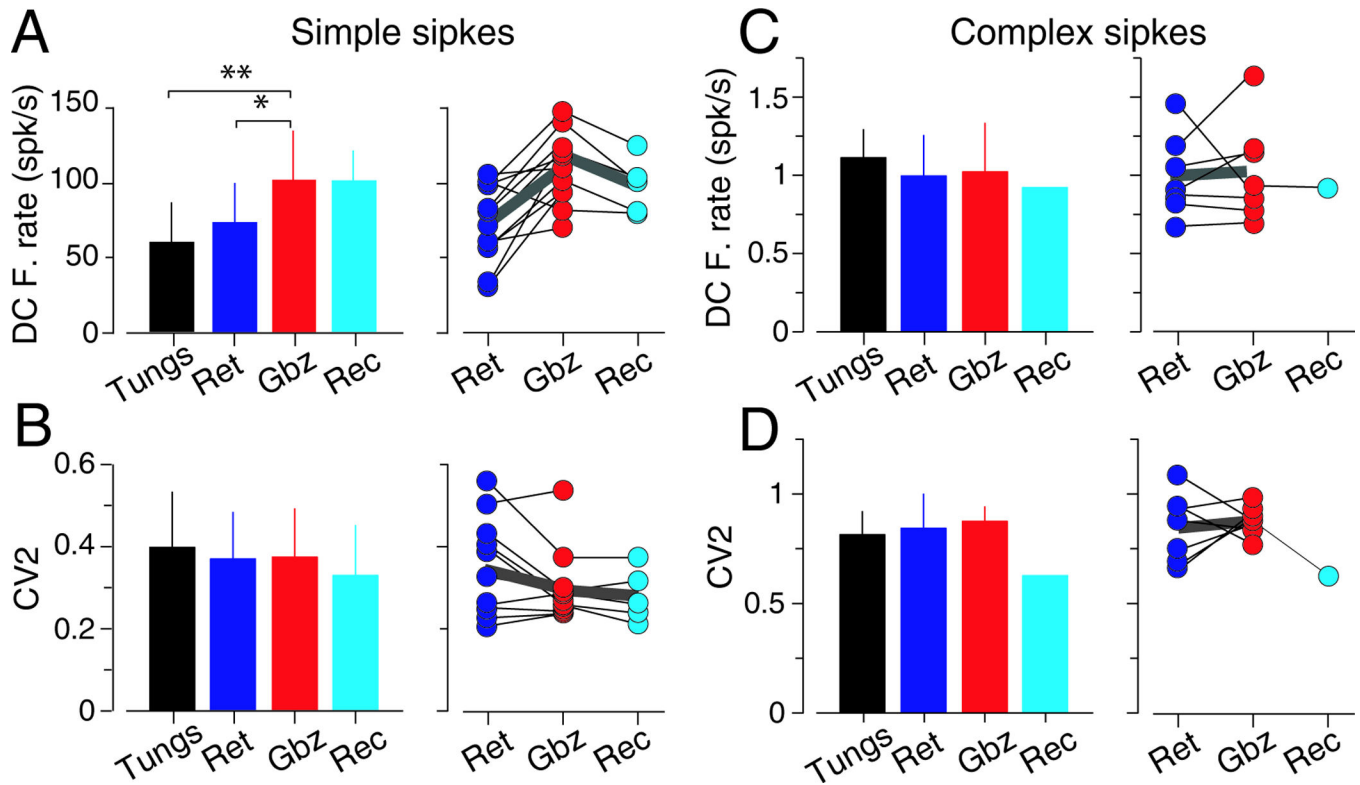 A
Simple sipkes
DC F. rate (spk/s)
150
100
50
0
**
*
Tungs
Ret
Gbz
Rec
Ret
Gbz
Rec
B
CV2
0.6
0.4
0.2
0
Tungs
Ret
Gbz
Rec
Ret
Gbz
Rec
C
Complex sipkes
DC F. rate (spk/s)
1.5
1
0.5
0
Tungs
Ret
Gbz
Rec
Ret
Gbz
Rec
D
CV2
1
0.5
0
Tungs
Ret
Gbz
Rec
Ret
Gbz
Rec